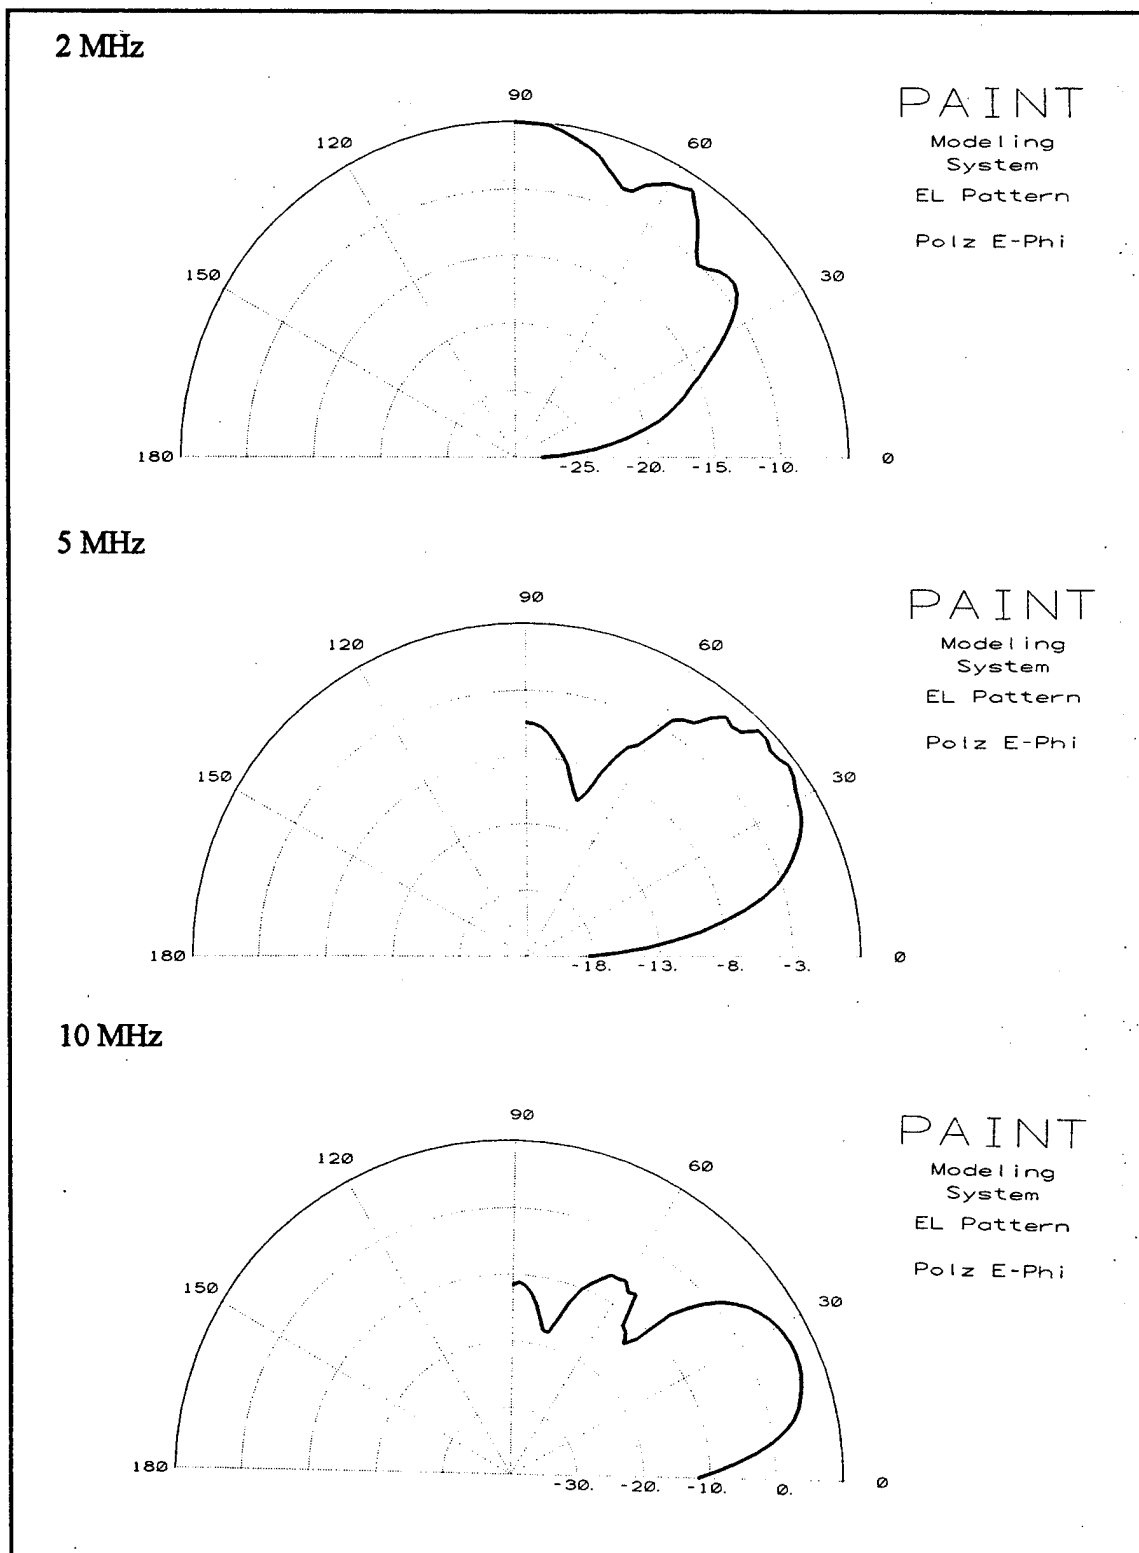 2 MHz
90
120
60
150
30
180
-25. -20. -15. -10.
0
PAINT
Modeling
System
EL Pattern
Polz E-Phi
5 MHz
90
120
60
150
30
180
-18. -13. -8. -3.
0
PAINT
Modeling
System
EL Pattern
Polz E-Phi
10 MHz
90
120
60
150
30
180
-30. -20. -10. 0.
0
PAINT
Modeling
System
EL Pattern
Polz E-Phi